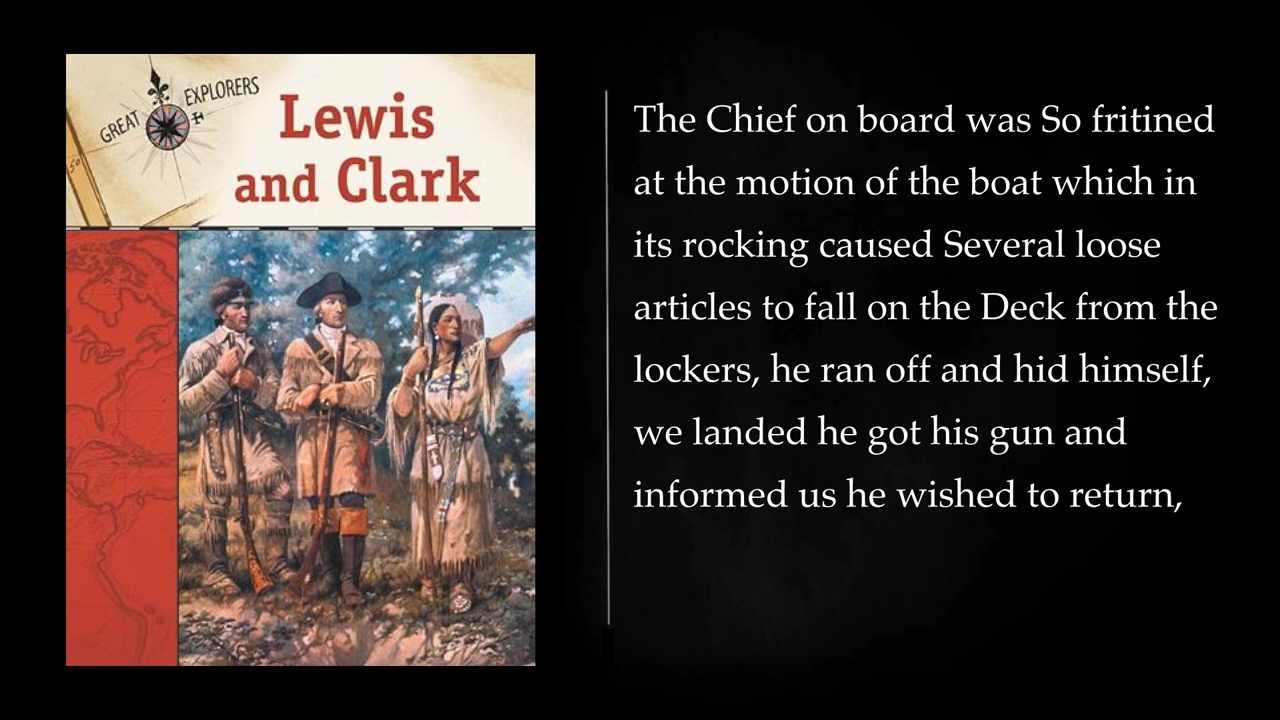 GREAT EXPLORERS
Lewis
and Clark
50
The Chief on board was So fritined
at the motion of the boat which in
its rocking caused Several loose
articles to fall on the Deck from the
lockers, he ran off and hid himself,
we landed he got his gun and
informed us he wished to return,